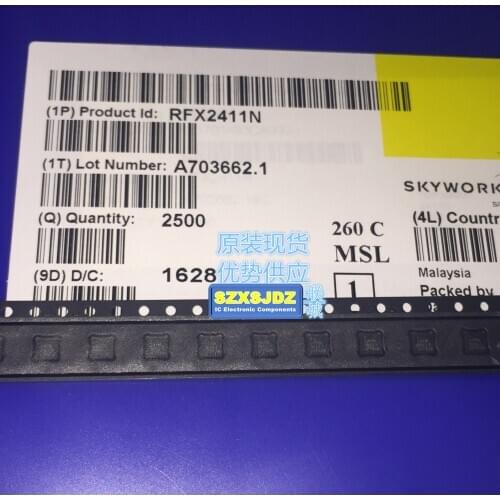 (1P) Product Id: RFX2411N
(1T) Lot Number: A703662.1
SKYWORK
(Q) Quantity: 2500
260 C
(4L) Countr
原装现货
MSL
优势供应
(9D) D/C: 1628
1
Malaysia
Packed by
SZXSJDZ
IC Electronic Components